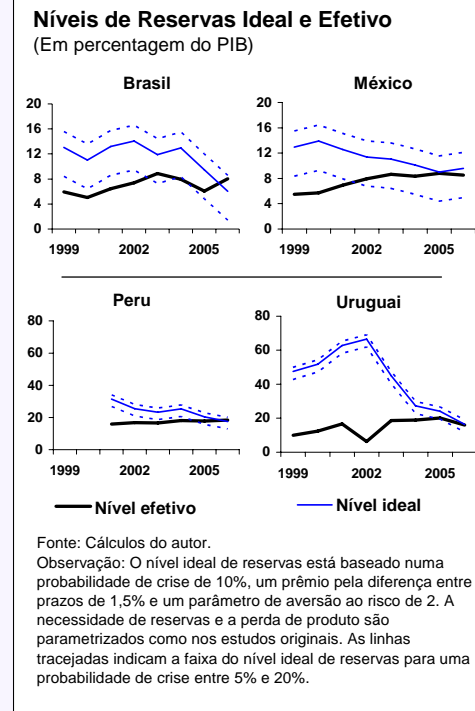 Níveis de Reservas Ideal e Efetivo
(Em percentagem do PIB)
Brasil
20
16
12
8
4
0
1999 2002 2005
México
20
16
12
8
4
0
1999 2002 2005
Peru
80
60
40
20
0
1999 2002 2005
Uruguai
80
60
40
20
0
1999 2002 2005
Nível efetivo
Nível ideal
Fonte: Cálculos do autor.
Observação: O nível ideal de reservas está baseado numa
probabilidade de crise de 10%, um prêmio pela diferença entre
prazos de 1,5% e um parâmetro de aversão ao risco de 2. A
necessidade de reservas e a perda de produto são
parametrizados como nos estudos originais. As linhas
tracejadas indicam a faixa do nível ideal de reservas para uma
probabilidade de crise entre 5% e 20%.